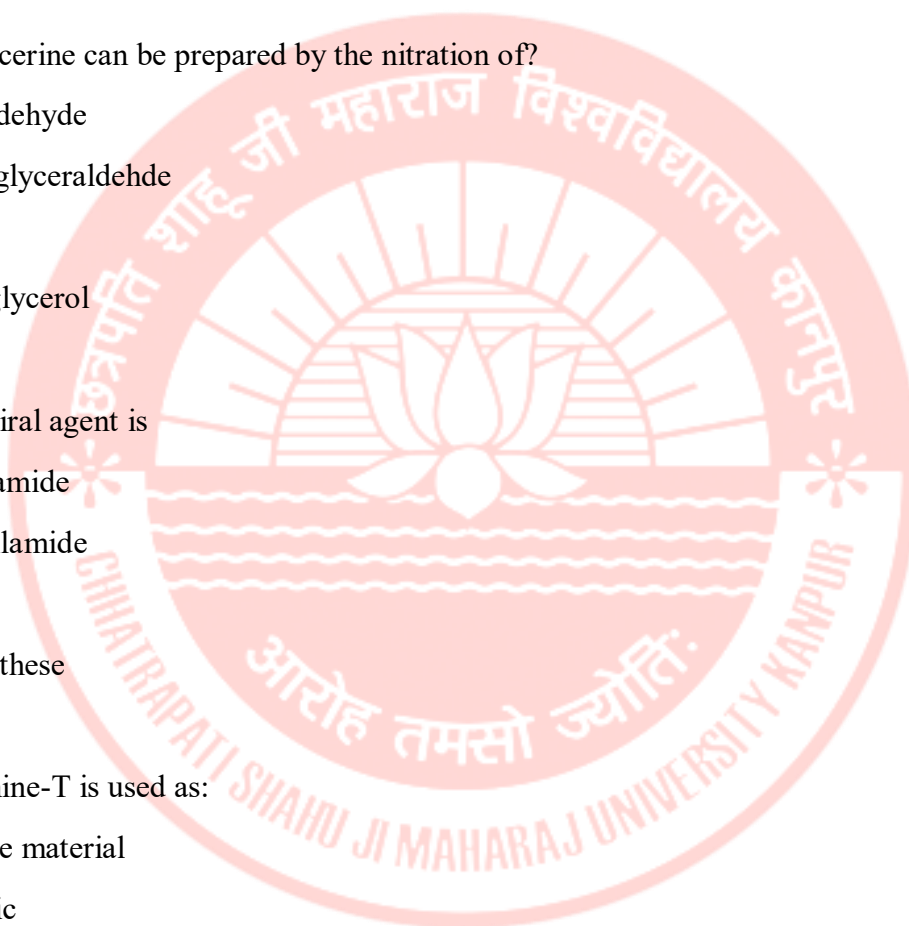 cerine can be prepared by the nitration of?
dehyde
glyceraldehde
lycerol
iral agent is
amide
lamide
these
ine-T is used as:
e material
ic
छत्रपति शाहू जी महाराज विश्वविद्यालय कानपुर
आरोह तमसो ज्योतिः
CHHATRAPATI SHAHU JI MAHARAJ UNIVERSITY KANPUR